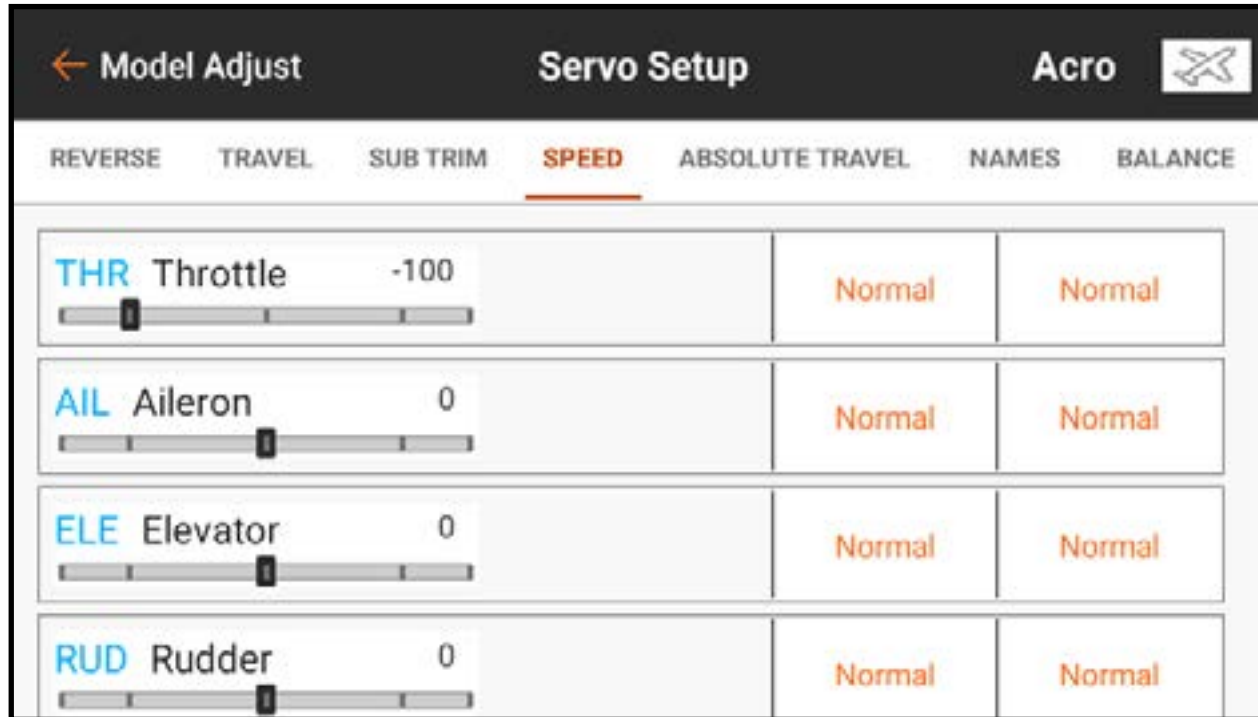 Model Adjust Servo Setup Acro
REVERSE TRAVEL SUB TRIM SPEED ABSOLUTE TRAVEL NAMES BALANCE
THR Throttle -100 Normal Normal
AIL Aileron 0 Normal Normal
ELE Elevator 0 Normal Normal
RUD Rudder 0 Normal Normal